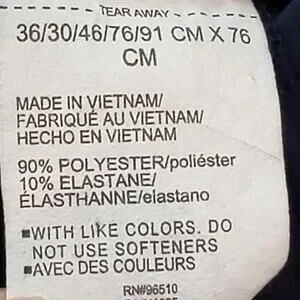 TEAR AWAY
36/30/46/76/91 CM X 76
CM
MADE IN VIETNAM/
FABRIQUÉ AU VIETNAM/
HECHO EN VIETNAM
90% POLYESTER/poliéster
10% ELASTANE/
ÉLASTHANNE/elastano
■WITH LIKE COLORS. DO
NOT USE SOFTENERS
■AVEC DES COULEURS
RN#96510